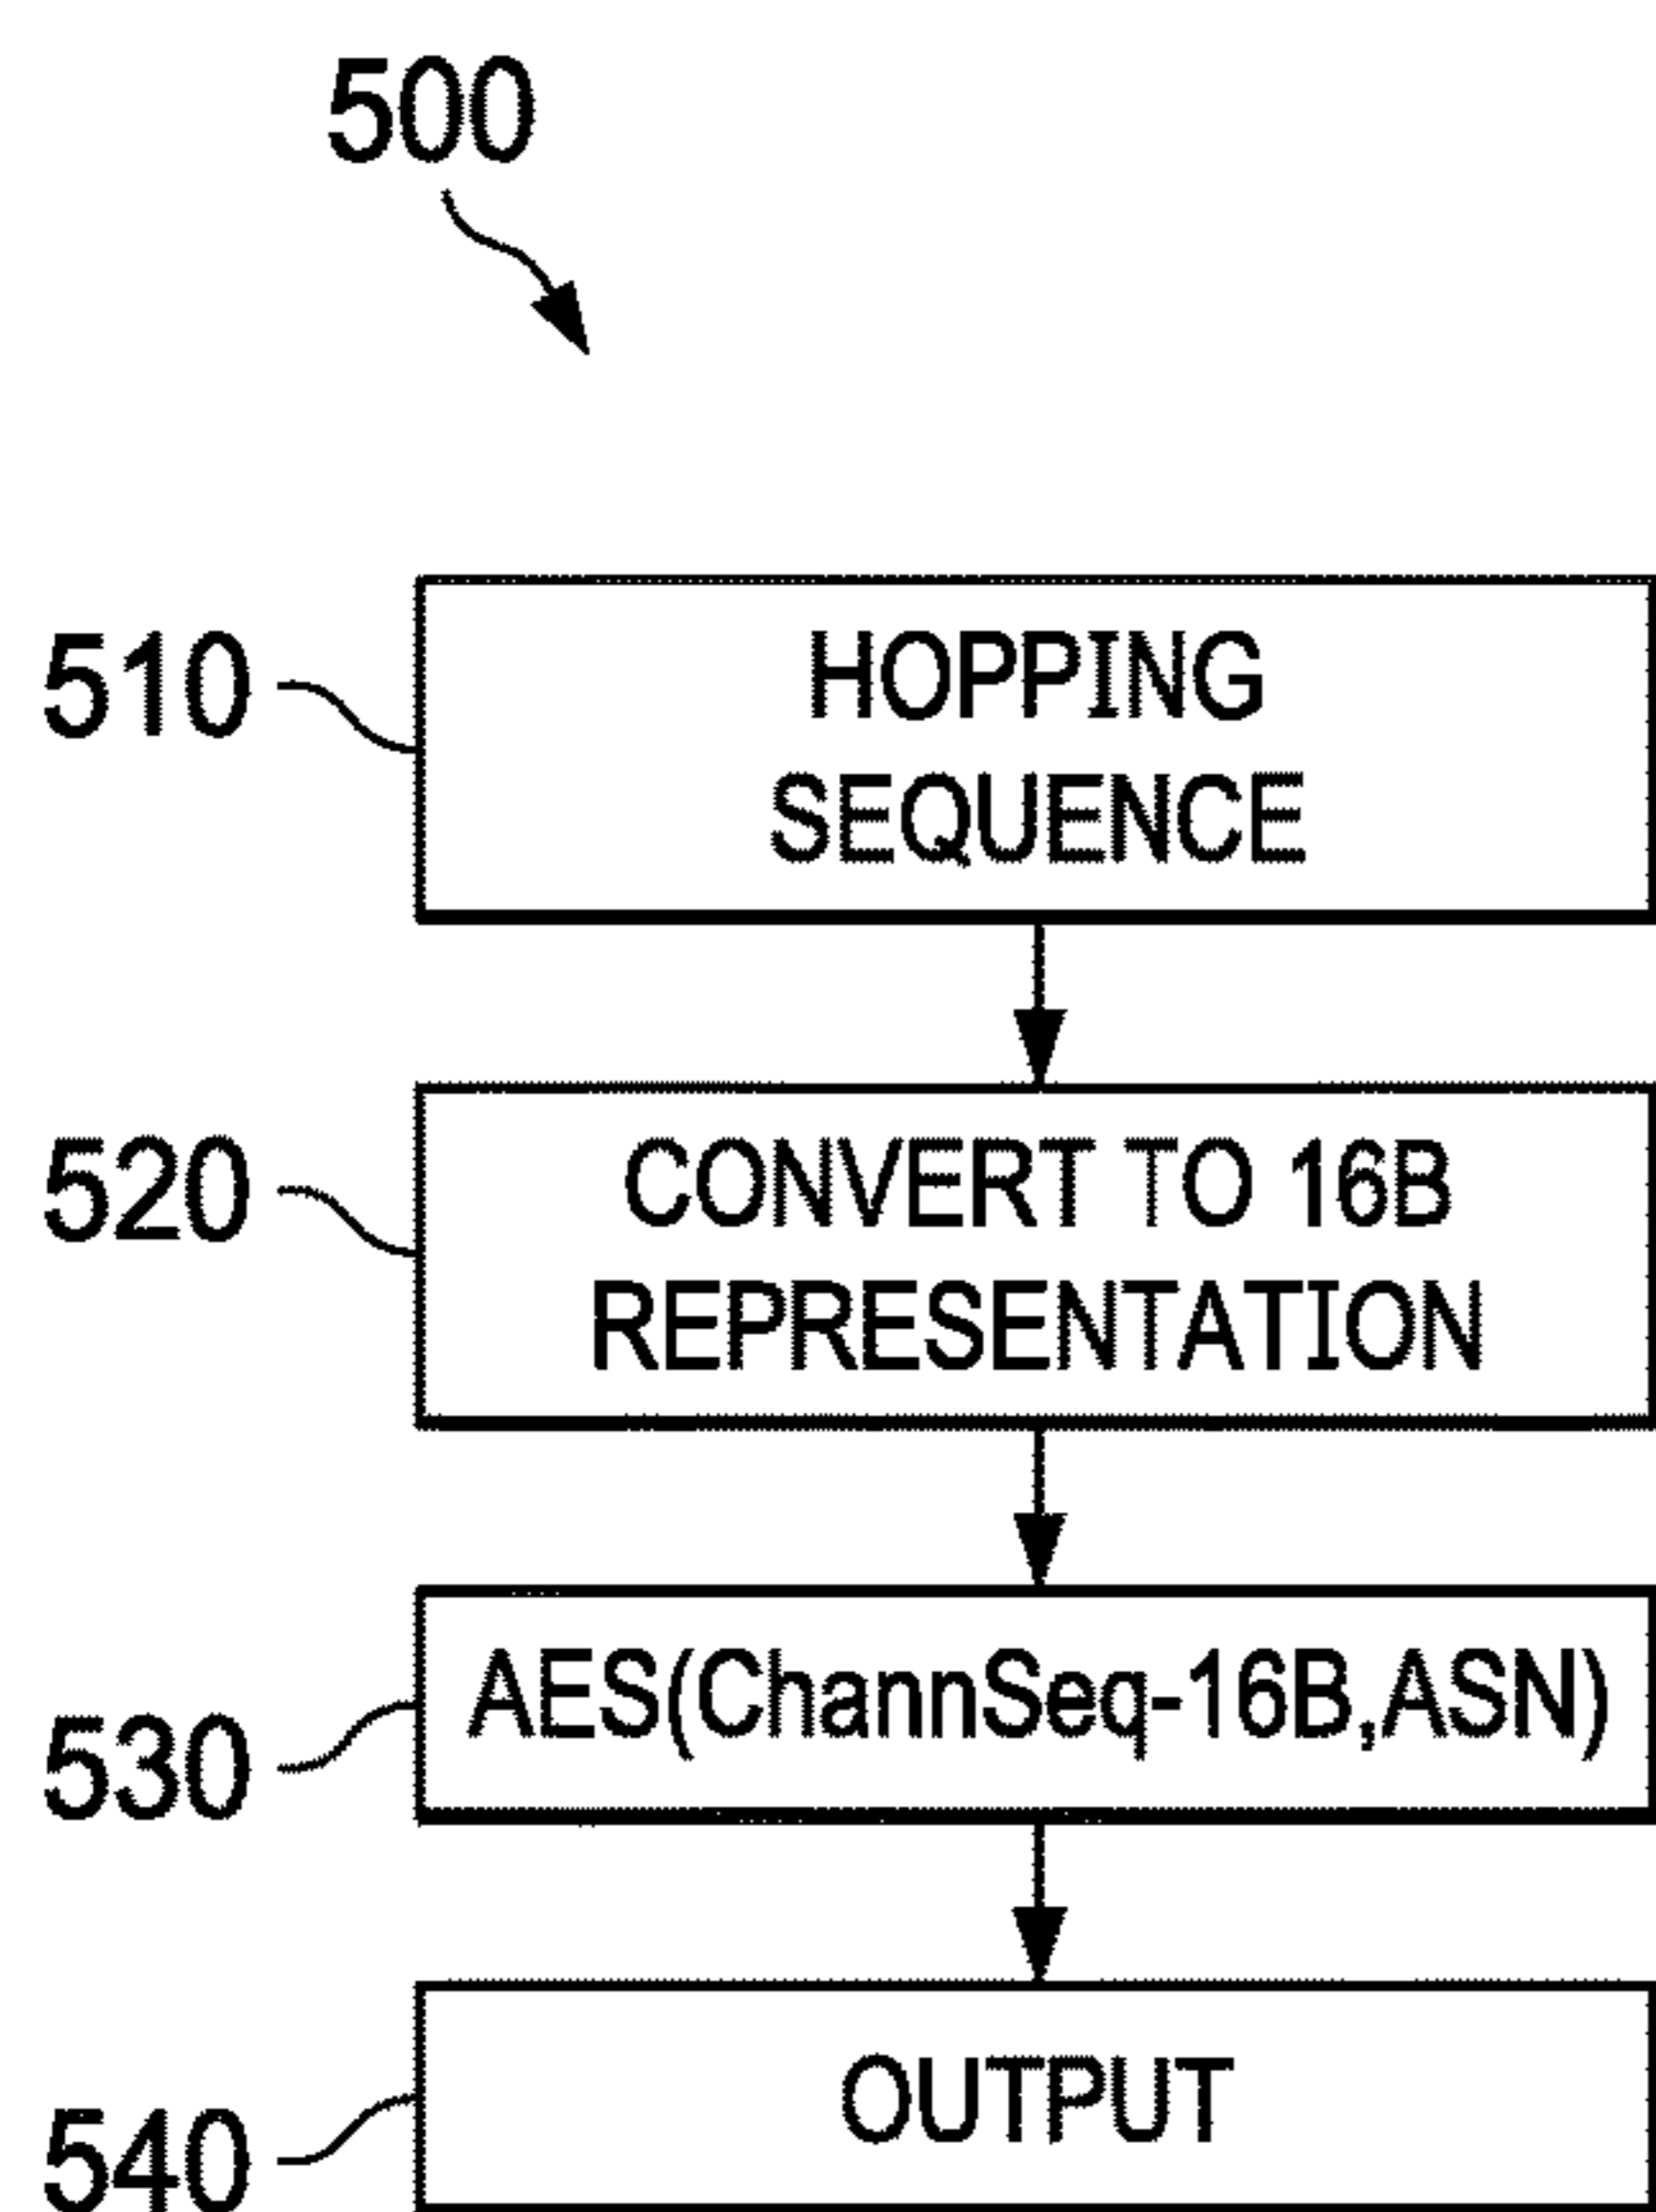 500
510
HOPPING
SEQUENCE
520
CONVERT TO 16B
REPRESENTATION
530
AES(ChannSeq-16B,ASN)
540
OUTPUT